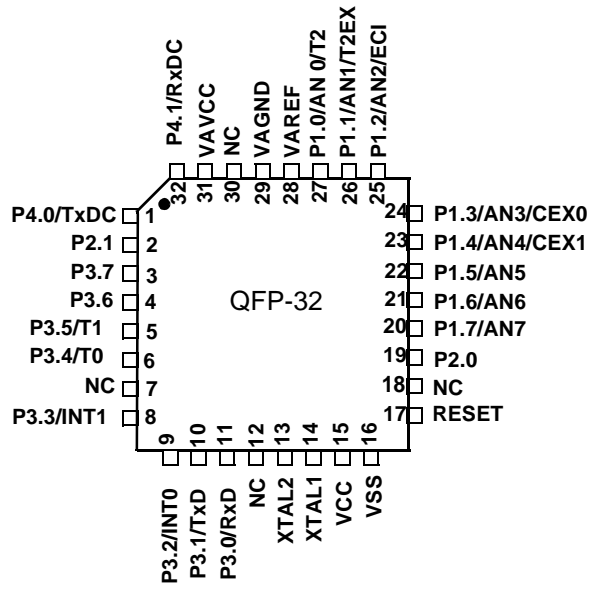 P4.1/RxDC
VAVCC
NC
VAGND
VAREF
P1.0/AN 0/T2
P1.1/AN1/T2EX
P1.2/AN2/ECI
32
31
30
29
28
27
26
25
P4.0/TxDC 1
P2.1 2
P3.7 3
P3.6 4
P3.5/T1 5
P3.4/T0 6
NC 7
P3.3/INT1 8
QFP-32
24 P1.3/AN3/CEX0
23 P1.4/AN4/CEX1
22 P1.5/AN5
21 P1.6/AN6
20 P1.7/AN7
19 P2.0
18 NC
17 RESET
9
10
11
12
13
14
15
16
P3.2/INT0
P3.1/TxD
P3.0/RxD
NC
XTAL2
XTAL1
VCC
VSS